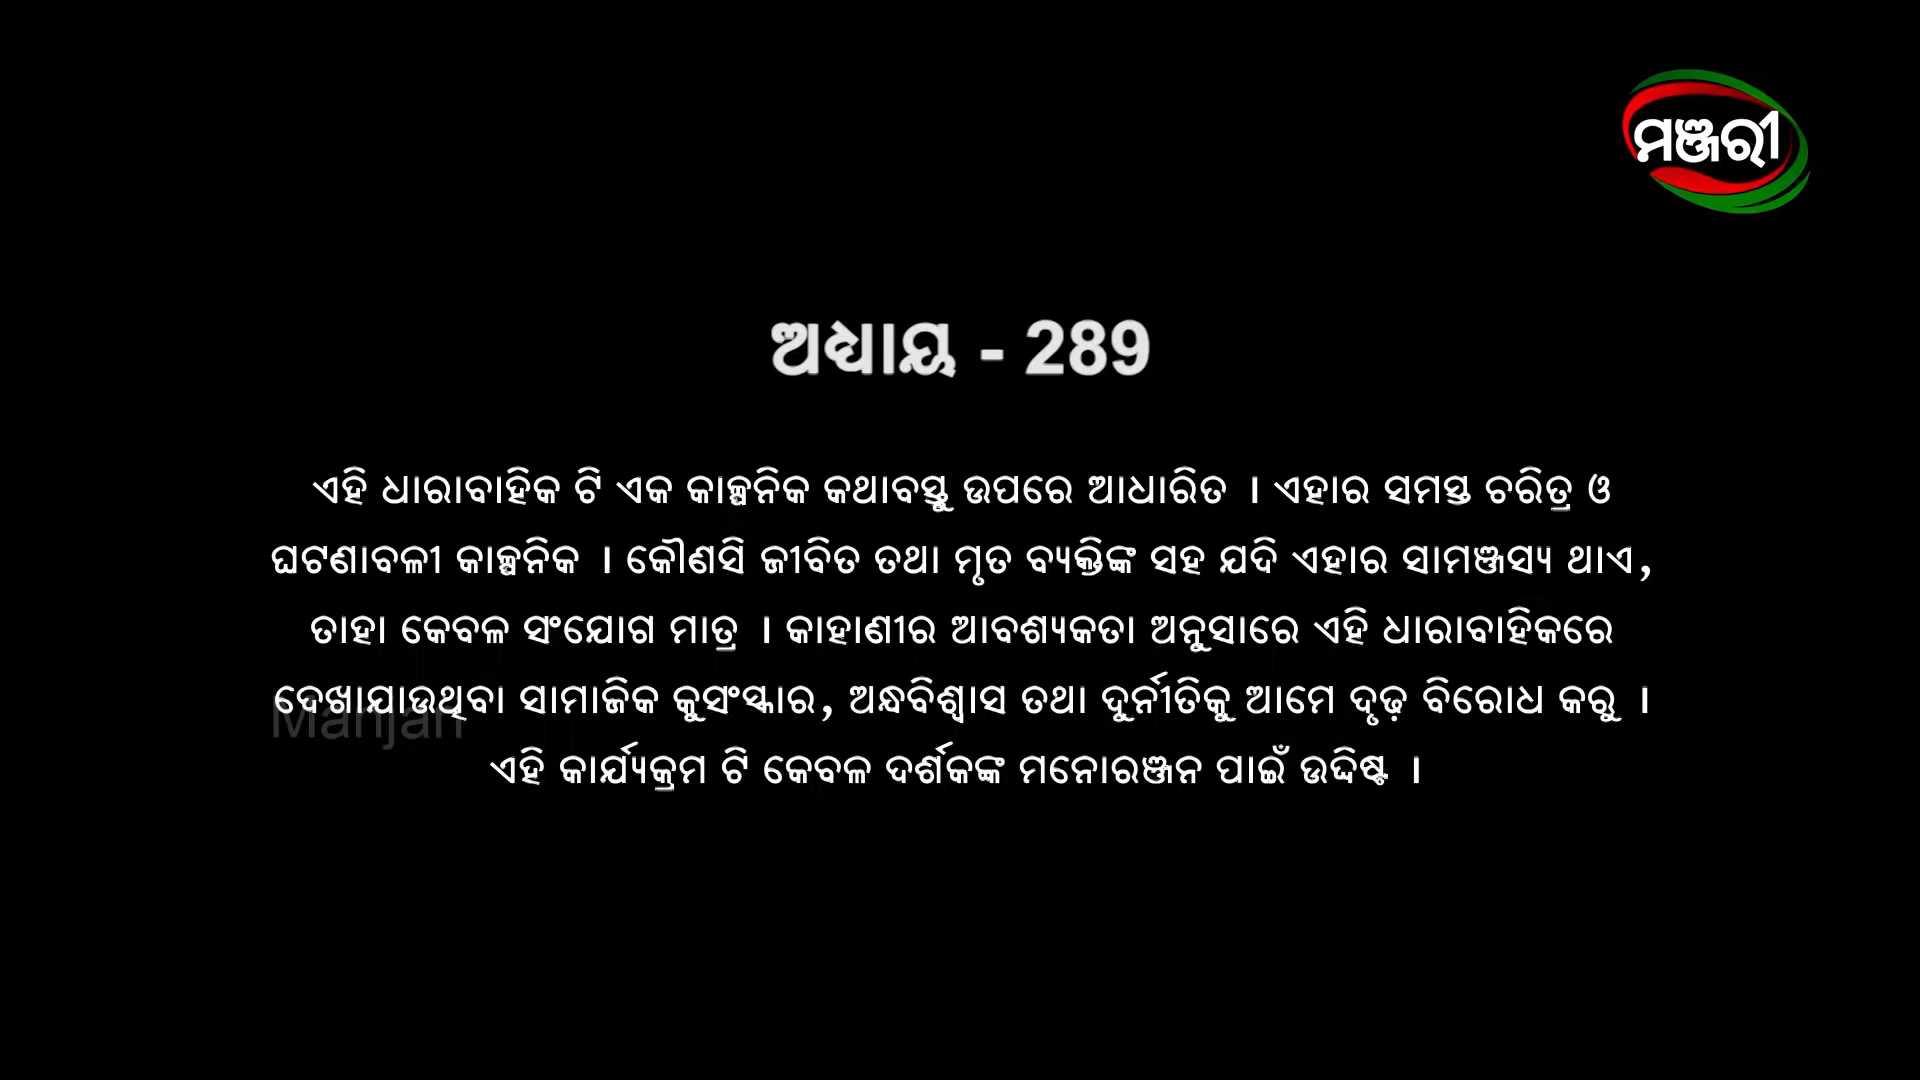 ମଞ୍ଜରୀ
ଅଧ୍ୟାୟ - 289
ଏହି ଧାରାବାହିକ ଟି ଏକ କାଳ୍ପନିକ କଥାବସ୍ତୁ ଉପରେ ଆଧାରିତ । ଏହାର ସମସ୍ତ ଚରିତ୍ର ଓ
ଘଟଣାବଳୀ କାଳ୍ପନିକ । କୌଣସି ଜୀବିତ ତଥା ମୃତ ବ୍ୟକ୍ତିଙ୍କ ସହ ଯଦି ଏହାର ସାମଞ୍ଜସ୍ୟ ଥାଏ,
ତାହା କେବଳ ସଂଯୋଗ ମାତ୍ର । କାହାଣୀର ଆବଶ୍ୟକତା ଅନୁସାରେ ଏହି ଧାରାବାହିକରେ
ଦେଖାଯାଉଥିବା ସାମାଜିକ କୁସଂସ୍କାର, ଅନ୍ଧବିଶ୍ୱାସ ତଥା ଦୁର୍ନୀତିକୁ ଆମେ ଦୃଢ଼ ବିରୋଧ କରୁ ।
Manjari
ଏହି କାର୍ଯ୍ୟକ୍ରମ ଟି କେବଳ ଦର୍ଶକଙ୍କ ମନୋରଞ୍ଜନ ପାଇଁ ଉଦ୍ଦିଷ୍ଟ ।